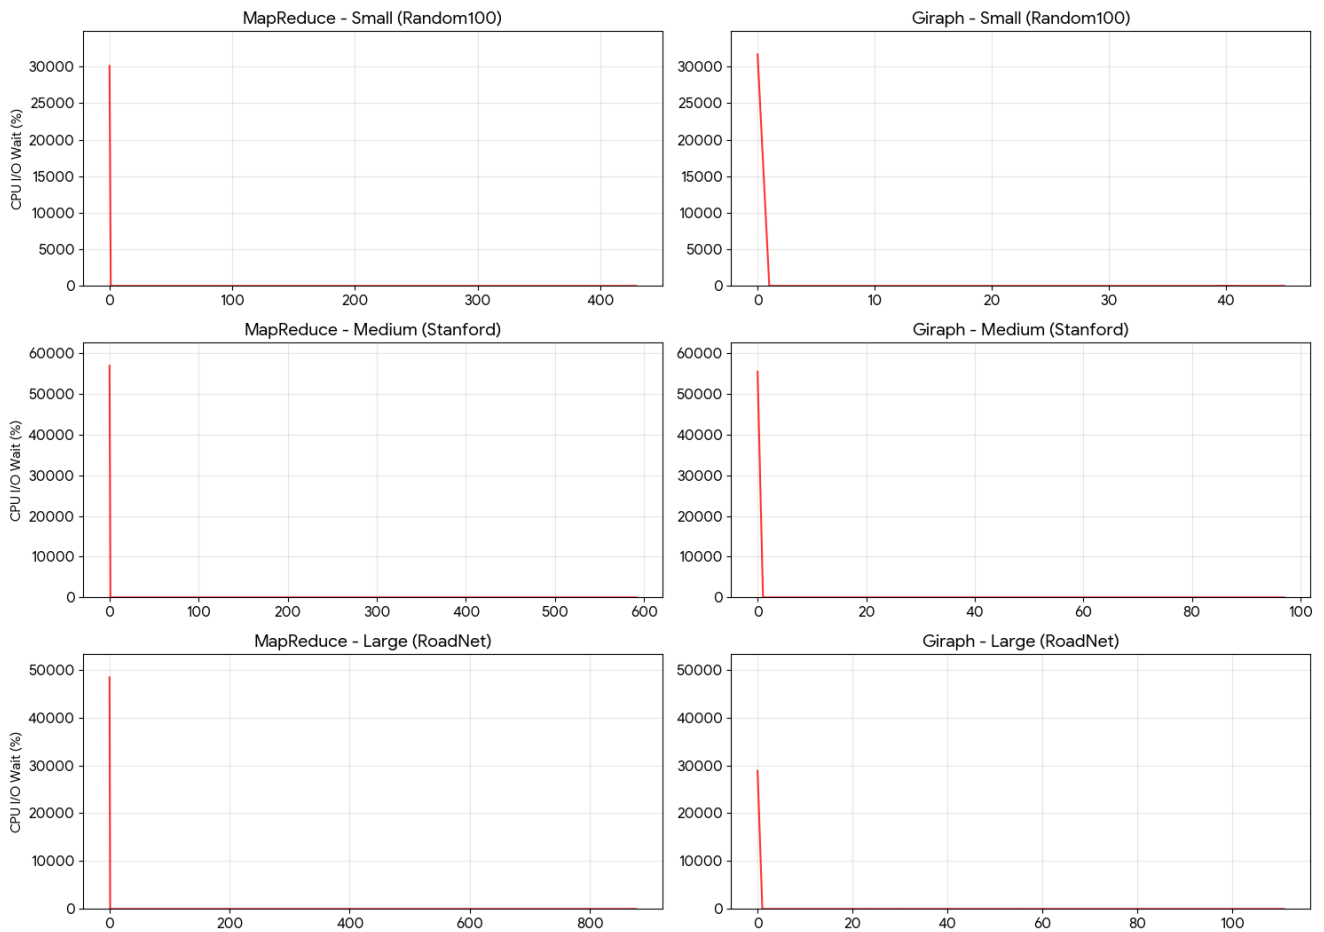 MapReduce - Small (Random100)
CPU I/O Wait (%)
30000
25000
20000
15000
10000
5000
0
0 100 200 300 400
Giraph - Small (Random100)
30000
25000
20000
15000
10000
5000
0
0 10 20 30 40
MapReduce - Medium (Stanford)
CPU I/O Wait (%)
60000
50000
40000
30000
20000
10000
0
0 100 200 300 400 500 600
Giraph - Medium (Stanford)
60000
50000
40000
30000
20000
10000
0
0 20 40 60 80 100
MapReduce - Large (RoadNet)
CPU I/O Wait (%)
50000
40000
30000
20000
10000
0
0 200 400 600 800
Giraph - Large (RoadNet)
50000
40000
30000
20000
10000
0
0 20 40 60 80 100